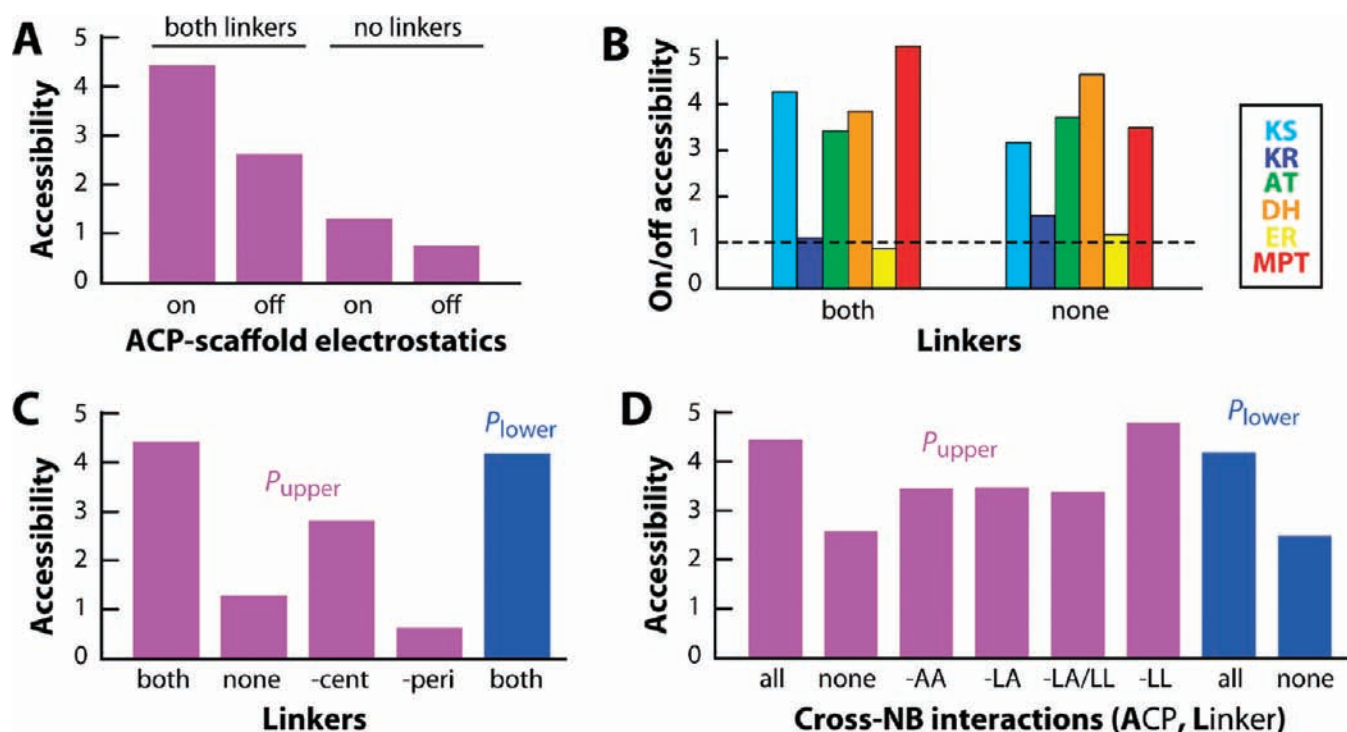 A
both linkers no linkers
Accessibility
5
4
3
2
1
0
on off on off
ACP-scaffold electrostatics
B
On/off accessibility
5
4
3
2
1
0
both none
Linkers
KS
KR
AT
DH
ER
MPT
C
Accessibility
5
4
3
2
1
0
Pupper
Plower
both none -cent -peri both
Linkers
D
Accessibility
5
4
3
2
1
0
Pupper
Plower
all none -AA -LA -LA/LL -LL all none
Cross-NB interactions (ACP, Linker)